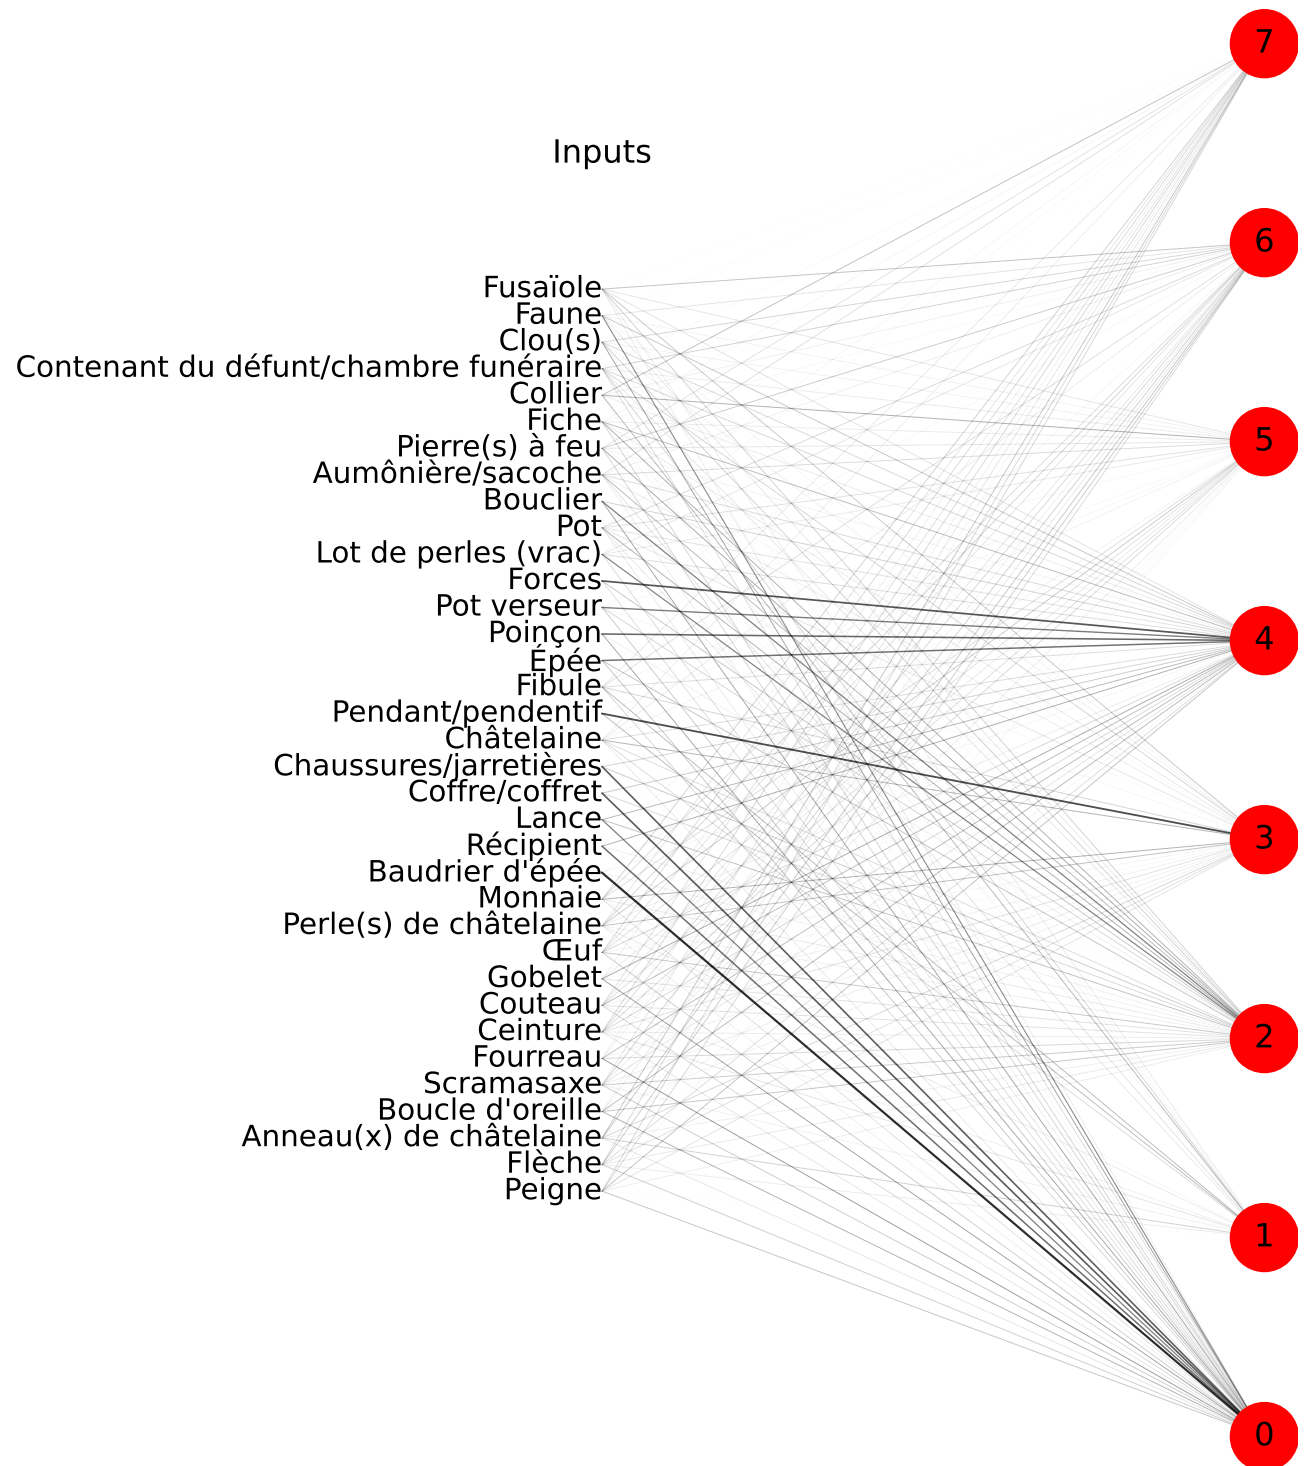 7
Inputs
6
Fusaïole
Faune
Clou(s)
Contenant du défunt/chambre funéraire
Collier
Fiche
5
Pierre(s) à feu
Aumônière/sacoche
Bouclier
Pot
Lot de perles (vrac)
Forces
Pot verseur
Poinçon
4
Épée
Fibule
Pendant/pendentif
Châtelaine
Chaussures/jarretières
Coffre/coffret
Lance
3
Récipient
Baudrier d'épée
Monnaie
Perle(s) de châtelaine
Œuf
Gobelet
Couteau
Ceinture
2
Fourreau
Scramasaxe
Boucle d'oreille
Anneau(x) de châtelaine
Flèche
Peigne
1
0